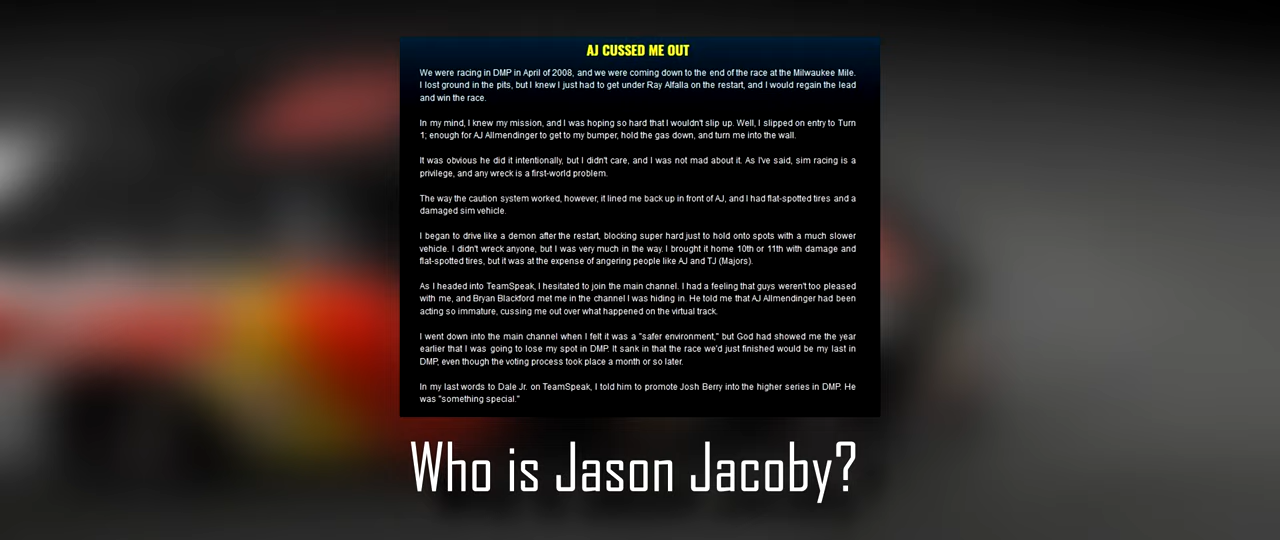 AJ CUSSED ME OUT
We were racing in DMP in April of 2008, and we were coming down to the end of the race at the Milwaukee Mile.
I lost ground in the pits, but I knew I just had to get under Ray Alfalla on the restart, and I would regain the lead
and win the race.
In my mind, I knew my mission, and I was hoping so hard that I wouldn't slip up. Well, I slipped on entry to Turn
1; enough for AJ Allmendinger to get to my bumper, hold the gas down, and turn me into the wall.
It was obvious he did it intentionally, but I didn't care, and I was not mad about it. As I've said, sim racing is a
privilege, and any wreck is a first-world problem.
The way the caution system worked, however, it lined me back up in front of AJ, and I had flat-spotted tires and a
damaged sim vehicle.
I began to drive like a demon after the restart, blocking super hard just to hold onto spots with a much slower
vehicle. I didn't wreck anyone, but I was very much in the way. I brought it home 10th or 11th with damage and
flat-spotted tires, but it was at the expense of angering people like AJ and TJ (Majors).
As I headed into TeamSpeak, I hesitated to join the main channel. I had a feeling that guys weren't too pleased
with me, and Bryan Blackford met me in the channel I was hiding in. He told me that AJ Allmendinger had been
acting so immature, cussing me out over what happened on the virtual track.
I went down into the main channel when I felt it was a "safer environment," but God had showed me the year
earlier that I was going to lose my spot in DMP. It sank in that the race we'd just finished would be my last in
DMP, even though the voting process took place a month or so later.
In my last words to Dale Jr. on TeamSpeak, I told him to promote Josh Berry into the higher series in DMP. He
was "something special."
Who is Jason Jacoby?